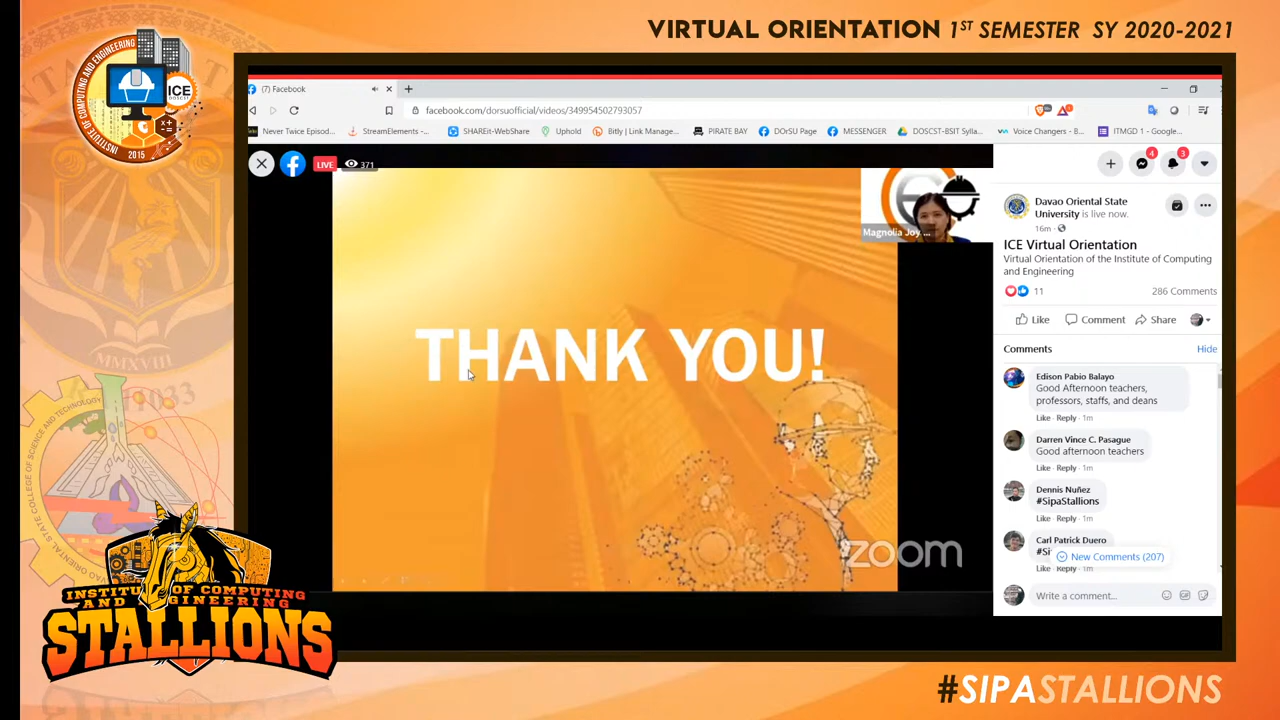 VIRTUAL ORIENTATION 1ST SEMESTER SY 2020-2021
INSTITUTE OF COMPUTING AND ENGINEERING
ICE
DOSCST
2015
(7) Facebook
facebook.com/dorsuofficial/videos/349954502793057
Never Twice Episod...
StreamElements -...
SHAREit-WebShare
Uphold
Bitly | Link Manage...
PIRATE BAY
DOrSU Page
MESSENGER
DOSCST-BSIT Sylla...
Voice Changers - B...
ITMGD 1 - Google...
LIVE
371
4
3
Magnolia Joy ...
THANK YOU!
zoom
Davao Oriental State
University is live now.
16m
ICE Virtual Orientation
Virtual Orientation of the Institute of Computing
and Engineering
11
286 Comments
Like
Comment
Share
Comments
Hide
Edison Pabio Balayo
Good Afternoon teachers,
professors, staffs, and deans
Like · Reply · 1m
Darren Vince C. Pasague
Good afternoon teachers
Like · Reply · 1m
Dennis Nuñez
#SipaStallions
Like · Reply · 1m
Carl Patrick Duero
#Si
New Comments (207)
Like · Reply · 1m
Write a comment...
GIF
MMXVIII
INSTITUTE OF COMPUTING
AND ENGINEERING
STALLIONS
#SIPASTALLIONS